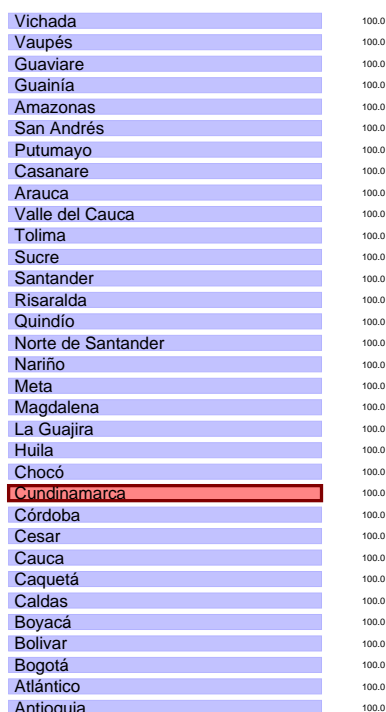 Vichada 100.0
Vaupés 100.0
Guaviare 100.0
Guainía 100.0
Amazonas 100.0
San Andrés 100.0
Putumayo 100.0
Casanare 100.0
Arauca 100.0
Valle del Cauca 100.0
Tolima 100.0
Sucre 100.0
Santander 100.0
Risaralda 100.0
Quindío 100.0
Norte de Santander 100.0
Nariño 100.0
Meta 100.0
Magdalena 100.0
La Guajira 100.0
Huila 100.0
Chocó 100.0
Cundinamarca 100.0
Córdoba 100.0
Cesar 100.0
Cauca 100.0
Caquetá 100.0
Caldas 100.0
Boyacá 100.0
Bolivar 100.0
Bogotá 100.0
Atlántico 100.0
Antioquia 100.0